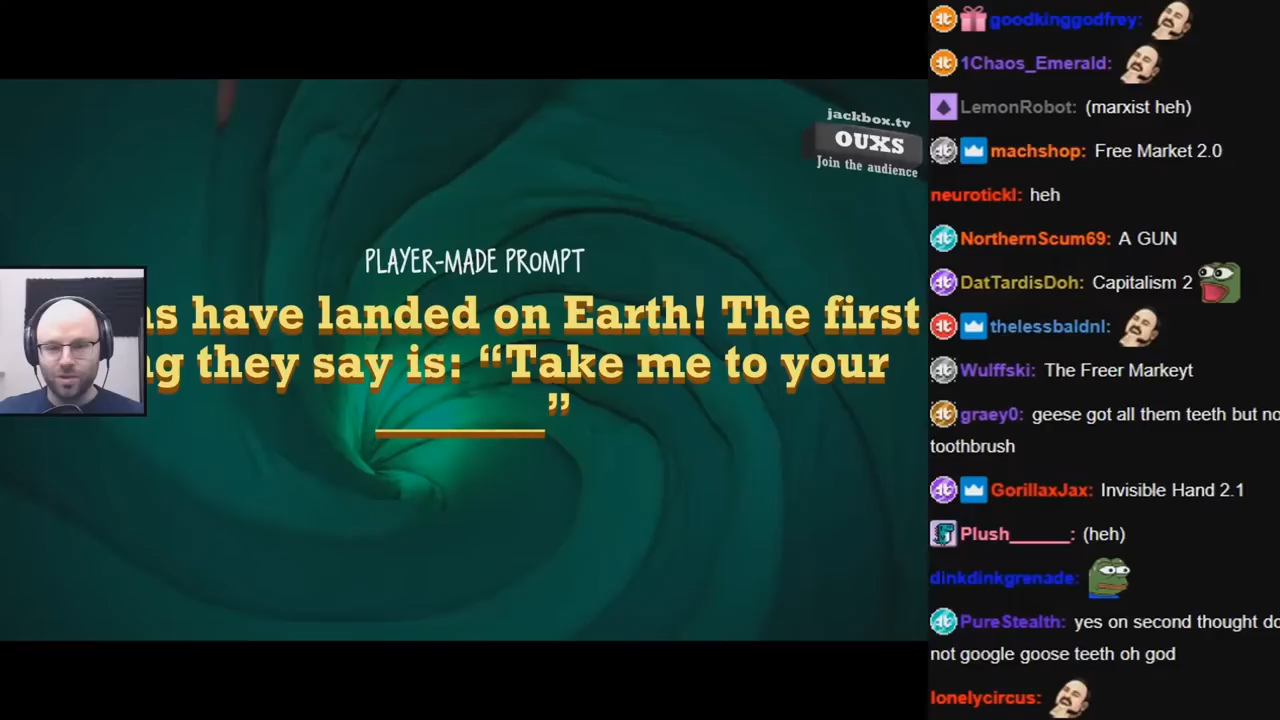 jackbox.tv
OUXS
Join the audience
PLAYER-MADE PROMPT
have landed on Earth! The first
they say is: “Take me to your
________”
goodkinggodfrey:
1Chaos_Emerald:
LemonRobot: (marxist heh)
machshop: Free Market 2.0
neurotickl: heh
NorthernScum69: A GUN
DatTardisDoh: Capitalism 2
thelessbaldnl:
Wulffski: The Freer Markeyt
graey0: geese got all them teeth but no
toothbrush
GorillaxJax: Invisible Hand 2.1
Plush______: (heh)
dinkdinkgrenade:
PureStealth: yes on second thought do
not google goose teeth oh god
lonelycircus: